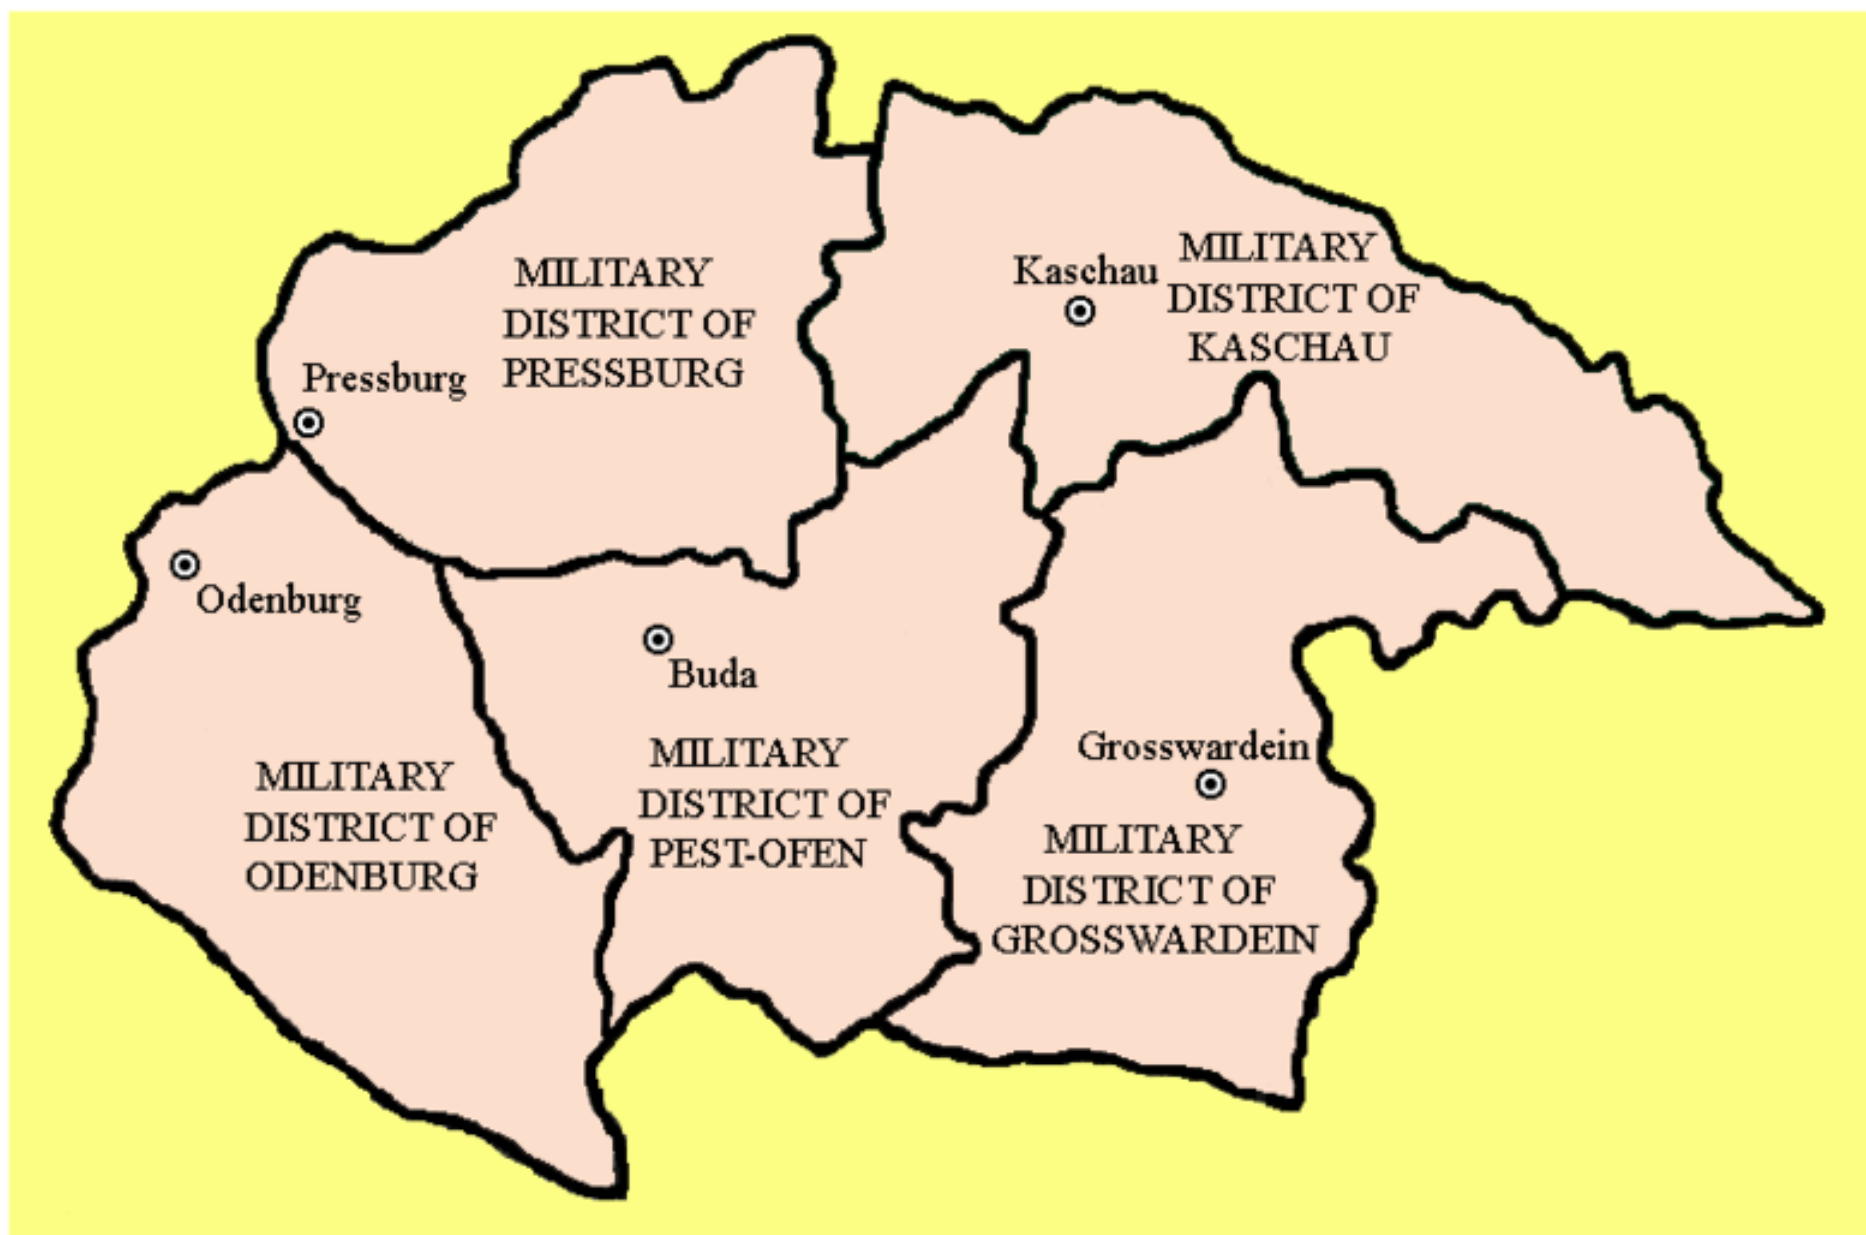 MILITARY
DISTRICT OF
PRESSBURG
Pressburg
Kaschau
MILITARY
DISTRICT OF
KASCHAU
Odenburg
Buda
MILITARY
DISTRICT OF
ODENBURG
MILITARY
DISTRICT OF
PEST-OFEN
Grosswardein
MILITARY
DISTRICT OF
GROSSWARDEIN